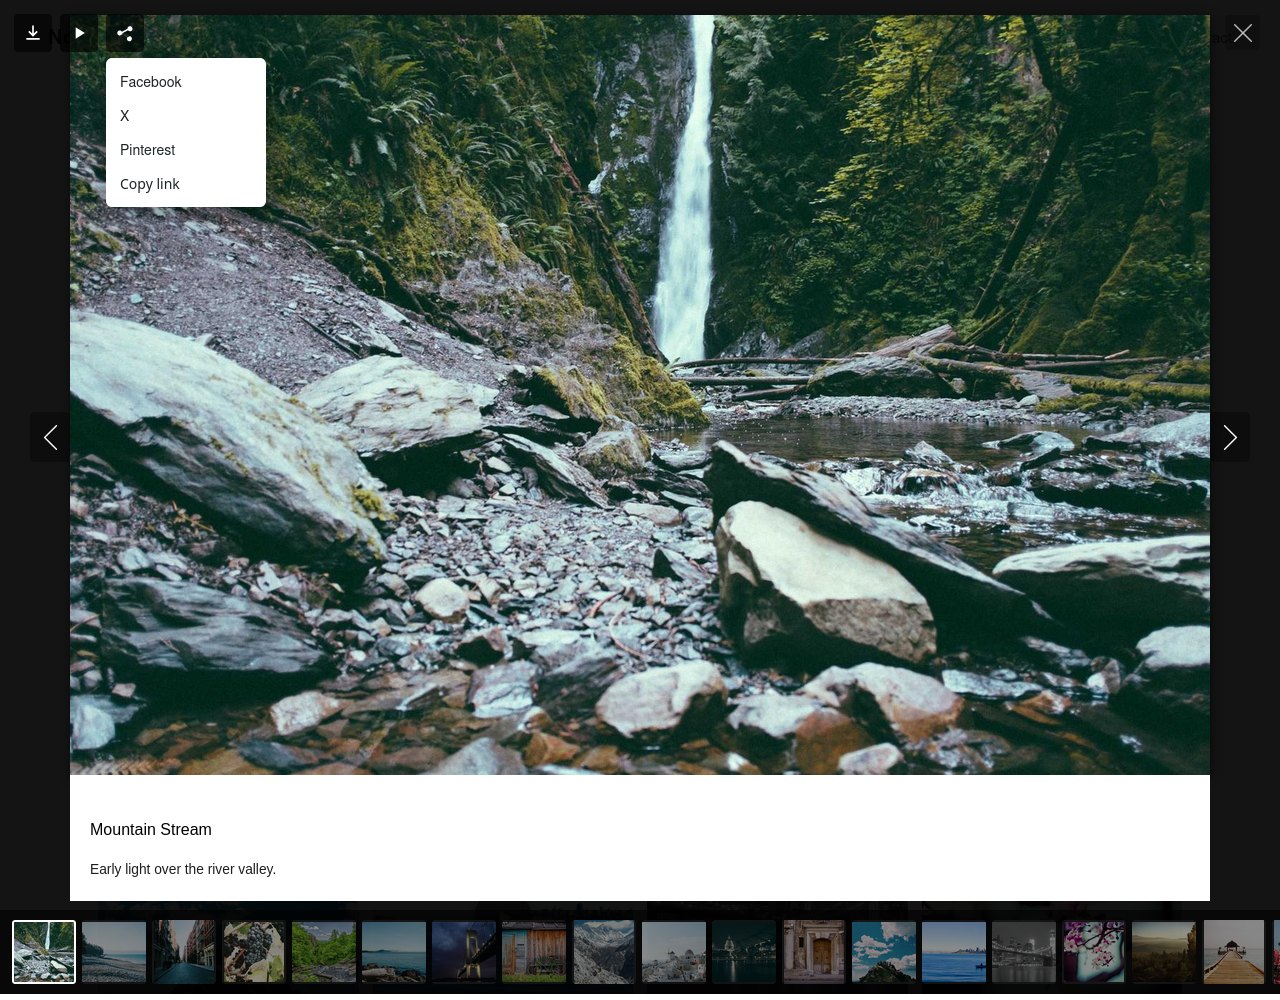 Facebook
X
Pinterest
Copy link
Mountain Stream
Early light over the river valley.